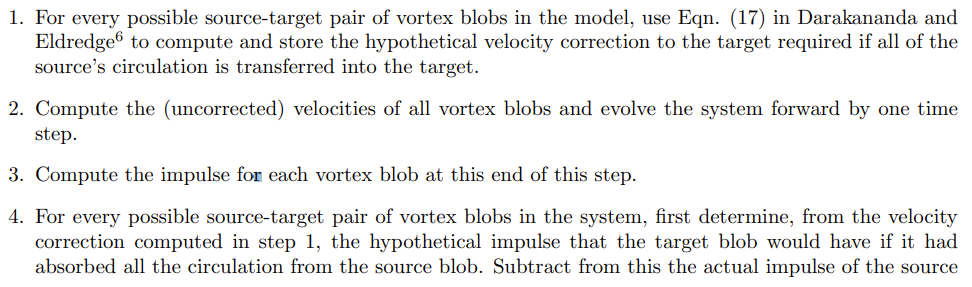 1. For every possible source-target pair of vortex blobs in the model, use Eqn. (17) in Darakananda and
Eldredge⁶ to compute and store the hypothetical velocity correction to the target required if all of the
source's circulation is transferred into the target.
2. Compute the (uncorrected) velocities of all vortex blobs and evolve the system forward by one time
step.
3. Compute the impulse for each vortex blob at this end of this step.
4. For every possible source-target pair of vortex blobs in the system, first determine, from the velocity
correction computed in step 1, the hypothetical impulse that the target blob would have if it had
absorbed all the circulation from the source blob. Subtract from this the actual impulse of the source